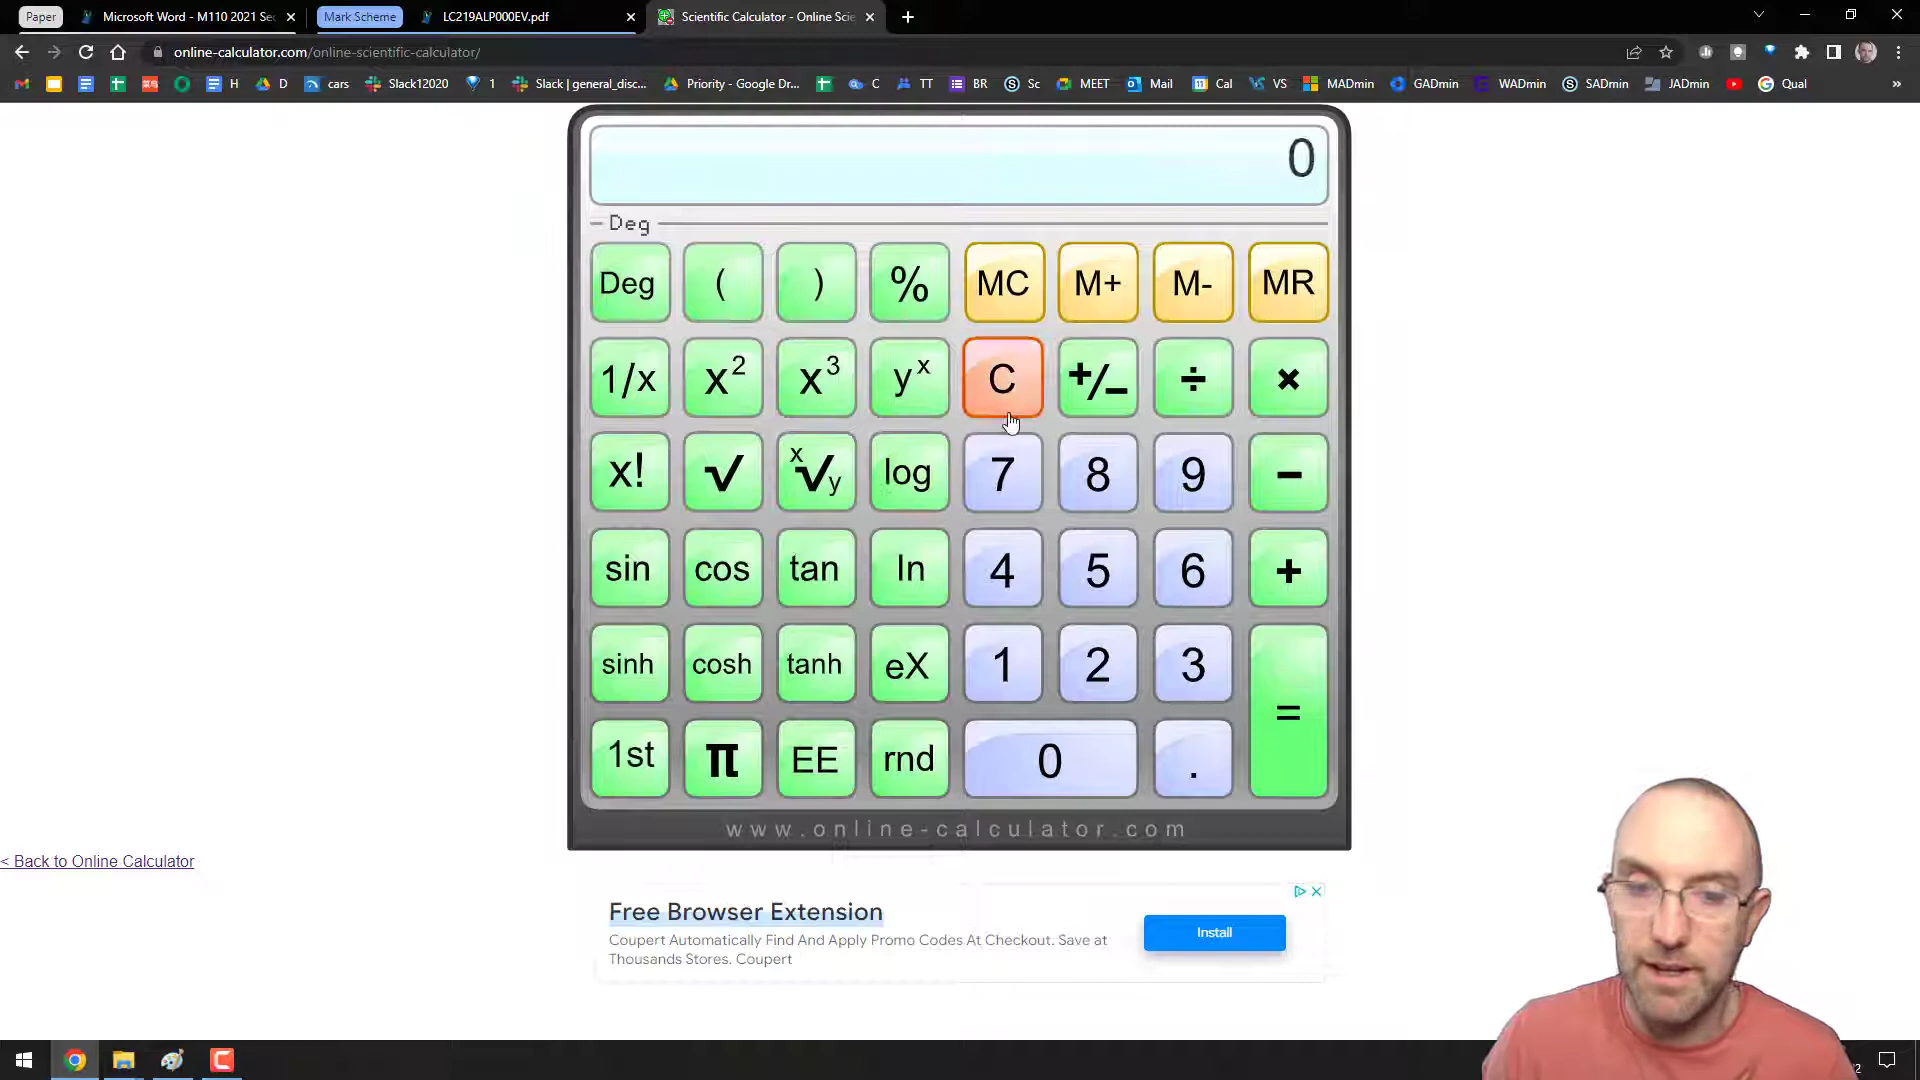 Paper
Microsoft Word - M110 2021 Sec
Mark Scheme
LC219ALP000EV.pdf
Scientific Calculator - Online Scie
online-calculator.com/online-scientific-calculator/
H
D
cars
Slack12020
1
Slack | general_disc...
Priority - Google Dr...
C
TT
BR
Sc
MEET
Mail
Cal
VS
MAdmin
GAdmin
WAdmin
SAdmin
JAdmin
Qual
0
Deg
Deg ( ) % MC M+ M- MR
1/x x² x³ yˣ C +/− ÷ ×
x! √ ˣ√y log 7 8 9 −
sin cos tan ln 4 5 6 +
sinh cosh tanh eX 1 2 3 =
1st π EE rnd 0 .
www.online-calculator.com
< Back to Online Calculator
Free Browser Extension
Coupert Automatically Find And Apply Promo Codes At Checkout. Save at
Thousands Stores. Coupert
Install